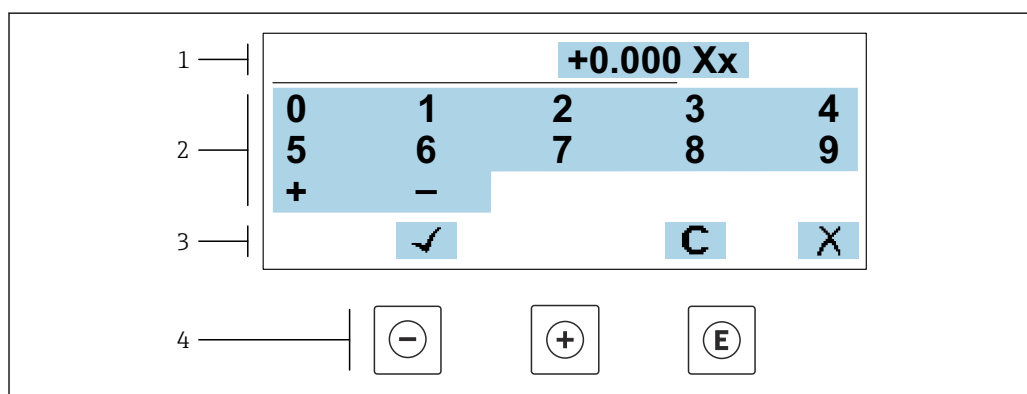 1 +0.000 Xx
0 1 2 3 4
2 5 6 7 8 9
+ −
3 ✓ C X
4 − + E